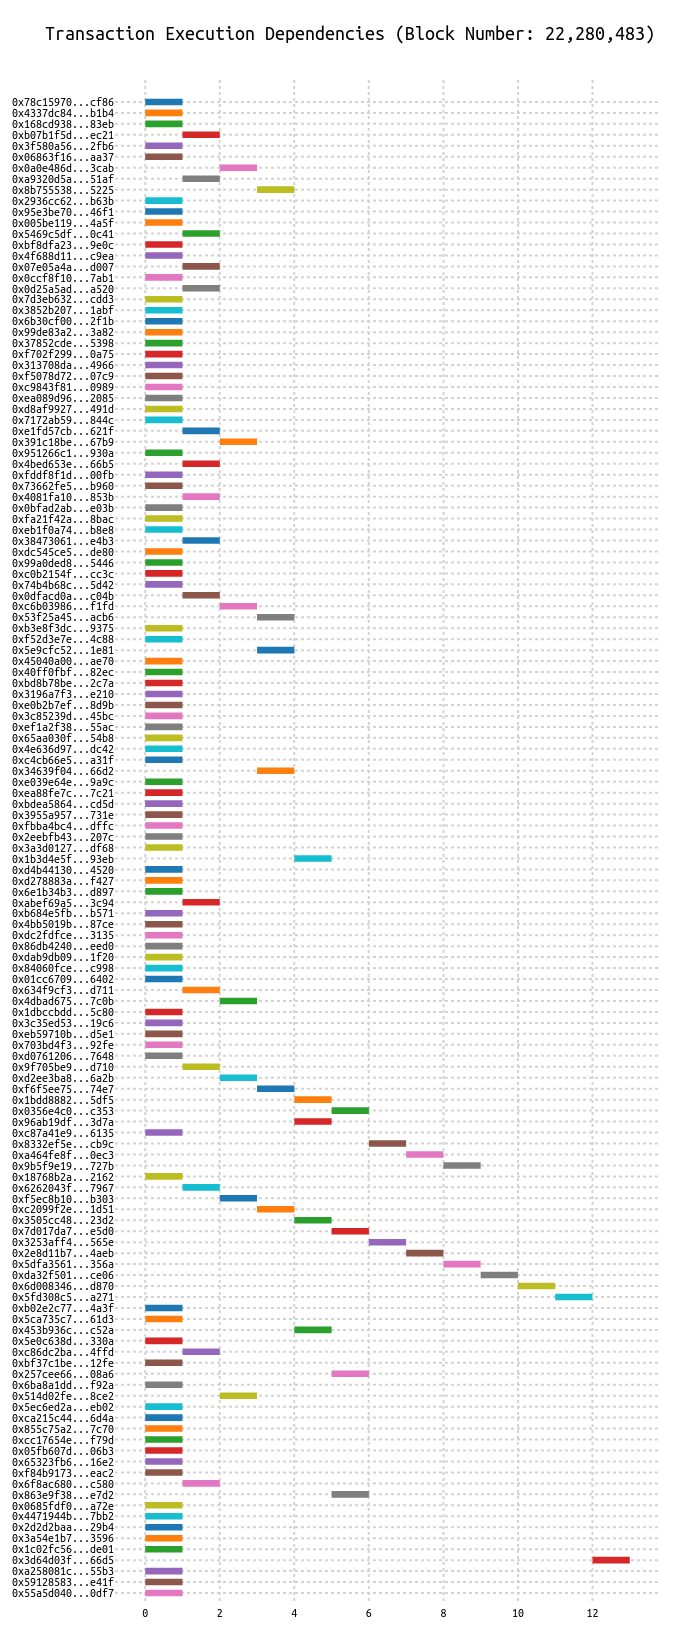 Transaction Execution Dependencies (Block Number: 22,280,483)
0x78c15970...cf86
0x4337dc84...b1b4
0x168cd938...83eb
0xb07b1f5d...ec21
0x3f580a56...2fb6
0x06863f16...aa37
0x0a0e486d...3cab
0xa9320d5a...51af
0x8b755538...5225
0x2936cc62...b63b
0x95e3be70...46f1
0x005be119...4a5f
0x5469c5df...0c41
0xbf8dfa23...9e0c
0x4f688d11...c9ea
0x07e05a4a...d007
0x0ccf8f10...7ab1
0x0d25a5ad...a520
0x7d3eb632...cdd3
0x3852b207...1abf
0x6b30cf00...2f1b
0x99de83a2...3a82
0x37852cde...5398
0xf702f299...0a75
0x313708da...4966
0xf5078d72...07c9
0xc9843f81...0989
0xea089d96...2085
0xd8af9927...491d
0x7172ab59...844c
0xe1fd57cb...621f
0x391c18be...67b9
0x951266c1...930a
0x4bed653e...66b5
0xfddf8f1d...00fb
0x73662fe5...b960
0x4081fa10...853b
0x0bfad2ab...e03b
0xfa21f42a...8bac
0xeb1f0a74...b8e8
0x38473061...e4b3
0xdc545ce5...de80
0x99a0ded8...5446
0xc0b2154f...cc3c
0x74b4b68c...5d42
0x0dfacd0a...c04b
0xc6b03986...f1fd
0x53f25a45...acb6
0xb3e8f3dc...9375
0xf52d3e7e...4c88
0x5e9cfc52...1e81
0x45040a00...ae70
0x40ff0fbf...82ec
0xbd8b78be...2c7a
0x3196a7f3...e210
0xe0b2b7ef...8d9b
0x3c85239d...45bc
0xef1a2f38...55ac
0x65aa030f...54b8
0x4e636d97...dc42
0xc4cb66e5...a31f
0x34639f04...66d2
0xe039e64e...9a9c
0xea88fe7c...7c21
0xbdea5864...cd5d
0x3955a957...731e
0xfbba4bc4...dffc
0x2eebfb43...207c
0x3a3d0127...df68
0x1b3d4e5f...93eb
0xd4b44130...4520
0xd278883a...f427
0x6e1b34b3...d897
0xabef69a5...3c94
0xb684e5fb...b571
0x4bb5019b...87ce
0xdc2fdfce...3135
0x86db4240...eed0
0xdab9db09...1f20
0x84060fce...c998
0x01cc6709...6402
0x634f9cf3...d711
0x4dbad675...7c0b
0x1dbccbdd...5c80
0x3c35ed53...19c6
0xeb59710b...d5e1
0x703bd4f3...92fe
0xd0761206...7648
0x9f705be9...d710
0xd2ee3ba8...6a2b
0xf6f5ee75...74e7
0x1bdd8882...5df5
0x0356e4c0...c353
0x96ab19df...3d7a
0xc87a41e9...6135
0x8332ef5e...cb9c
0xa464fe8f...0ec3
0x9b5f9e19...727b
0x18768b2a...2162
0x6262043f...7967
0xf5ec8b10...b303
0xc2099f2e...1d51
0x3505cc48...23d2
0x7d017da7...e5d0
0x3253aff4...565e
0x2e8d11b7...4aeb
0x5dfa3561...356a
0xda32f501...ce06
0x6d008346...d870
0x5fd308c5...a271
0xb02e2c77...4a3f
0x5ca735c7...61d3
0x453b936c...c52a
0x5e0c638d...330a
0xc86dc2ba...4ffd
0xbf37c1be...12fe
0x257cee66...08a6
0x6ba8a1dd...f92a
0x514d02fe...8ce2
0x5ec6ed2a...eb02
0xca215c44...6d4a
0x855c75a2...7c70
0xcc17654e...f79d
0x05fb607d...06b3
0x65323fb6...16e2
0xf84b9173...eac2
0x6f8ac680...c580
0x863e9f38...e7d2
0x0685fdf0...a72e
0x4471944b...7bb2
0x2d2d2baa...29b4
0x3a54e1b7...3596
0x1c02fc56...de01
0x3d64d03f...66d5
0xa258081c...55b3
0x59128583...e41f
0x55a5d040...0df7
0 2 4 6 8 10 12